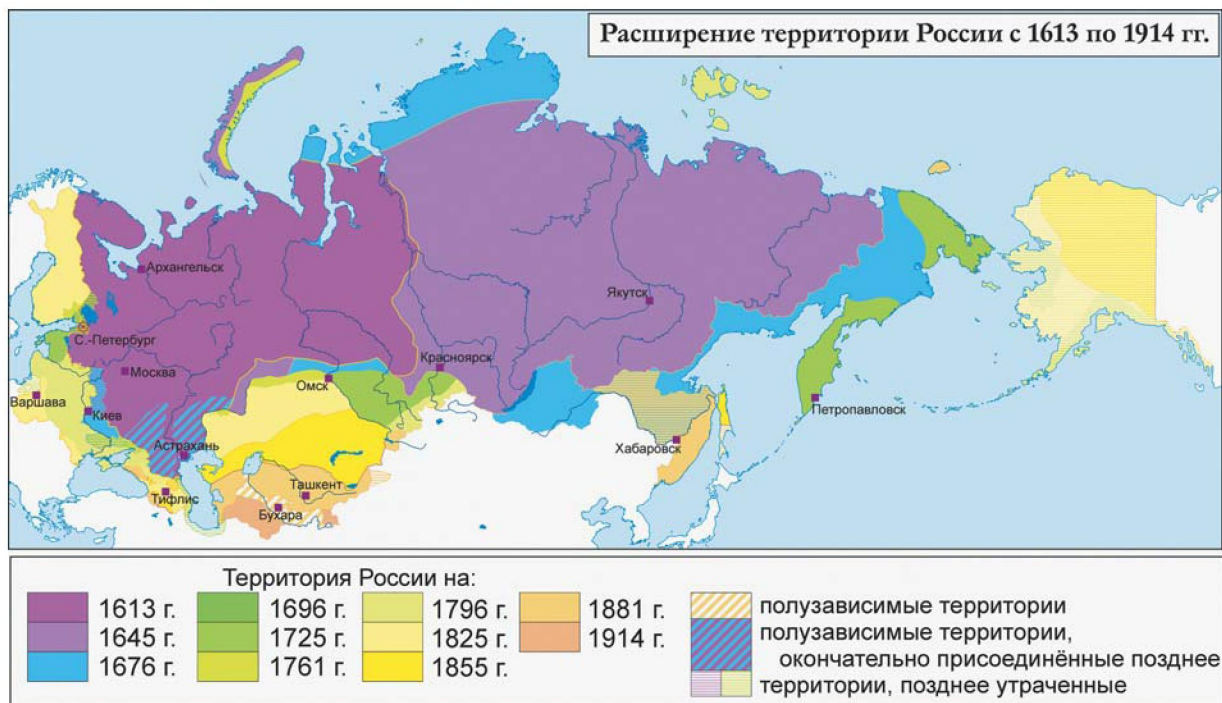 Расширение территории России с 1613 по 1914 гг.
Архангельск
Якутск
С.-Петербург
Красноярск
Москва
Омск
Варшава
Киев
Петропавловск
Астрахань
Хабаровск
Ташкент
Тифлис
Бухара
Территория России на:
1613 г.
1645 г.
1676 г.
1696 г.
1725 г.
1761 г.
1796 г.
1825 г.
1855 г.
1881 г.
1914 г.
полузависимые территории
полузависимые территории,
окончательно присоединённые позднее
территории, позднее утраченные